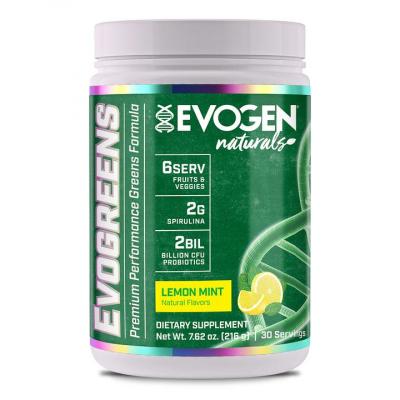 EVOGREENS
Premium Performance Greens Formula
EVOGEN
naturals
6SERV
FRUITS &
VEGGIES
2G
SPIRULINA
2BIL
BILLION CFU
PROBIOTICS
LEMON MINT
Natural Flavors
DIETARY SUPPLEMENT
Net Wt. 7.62 oz. (216 g) | 30 Servings